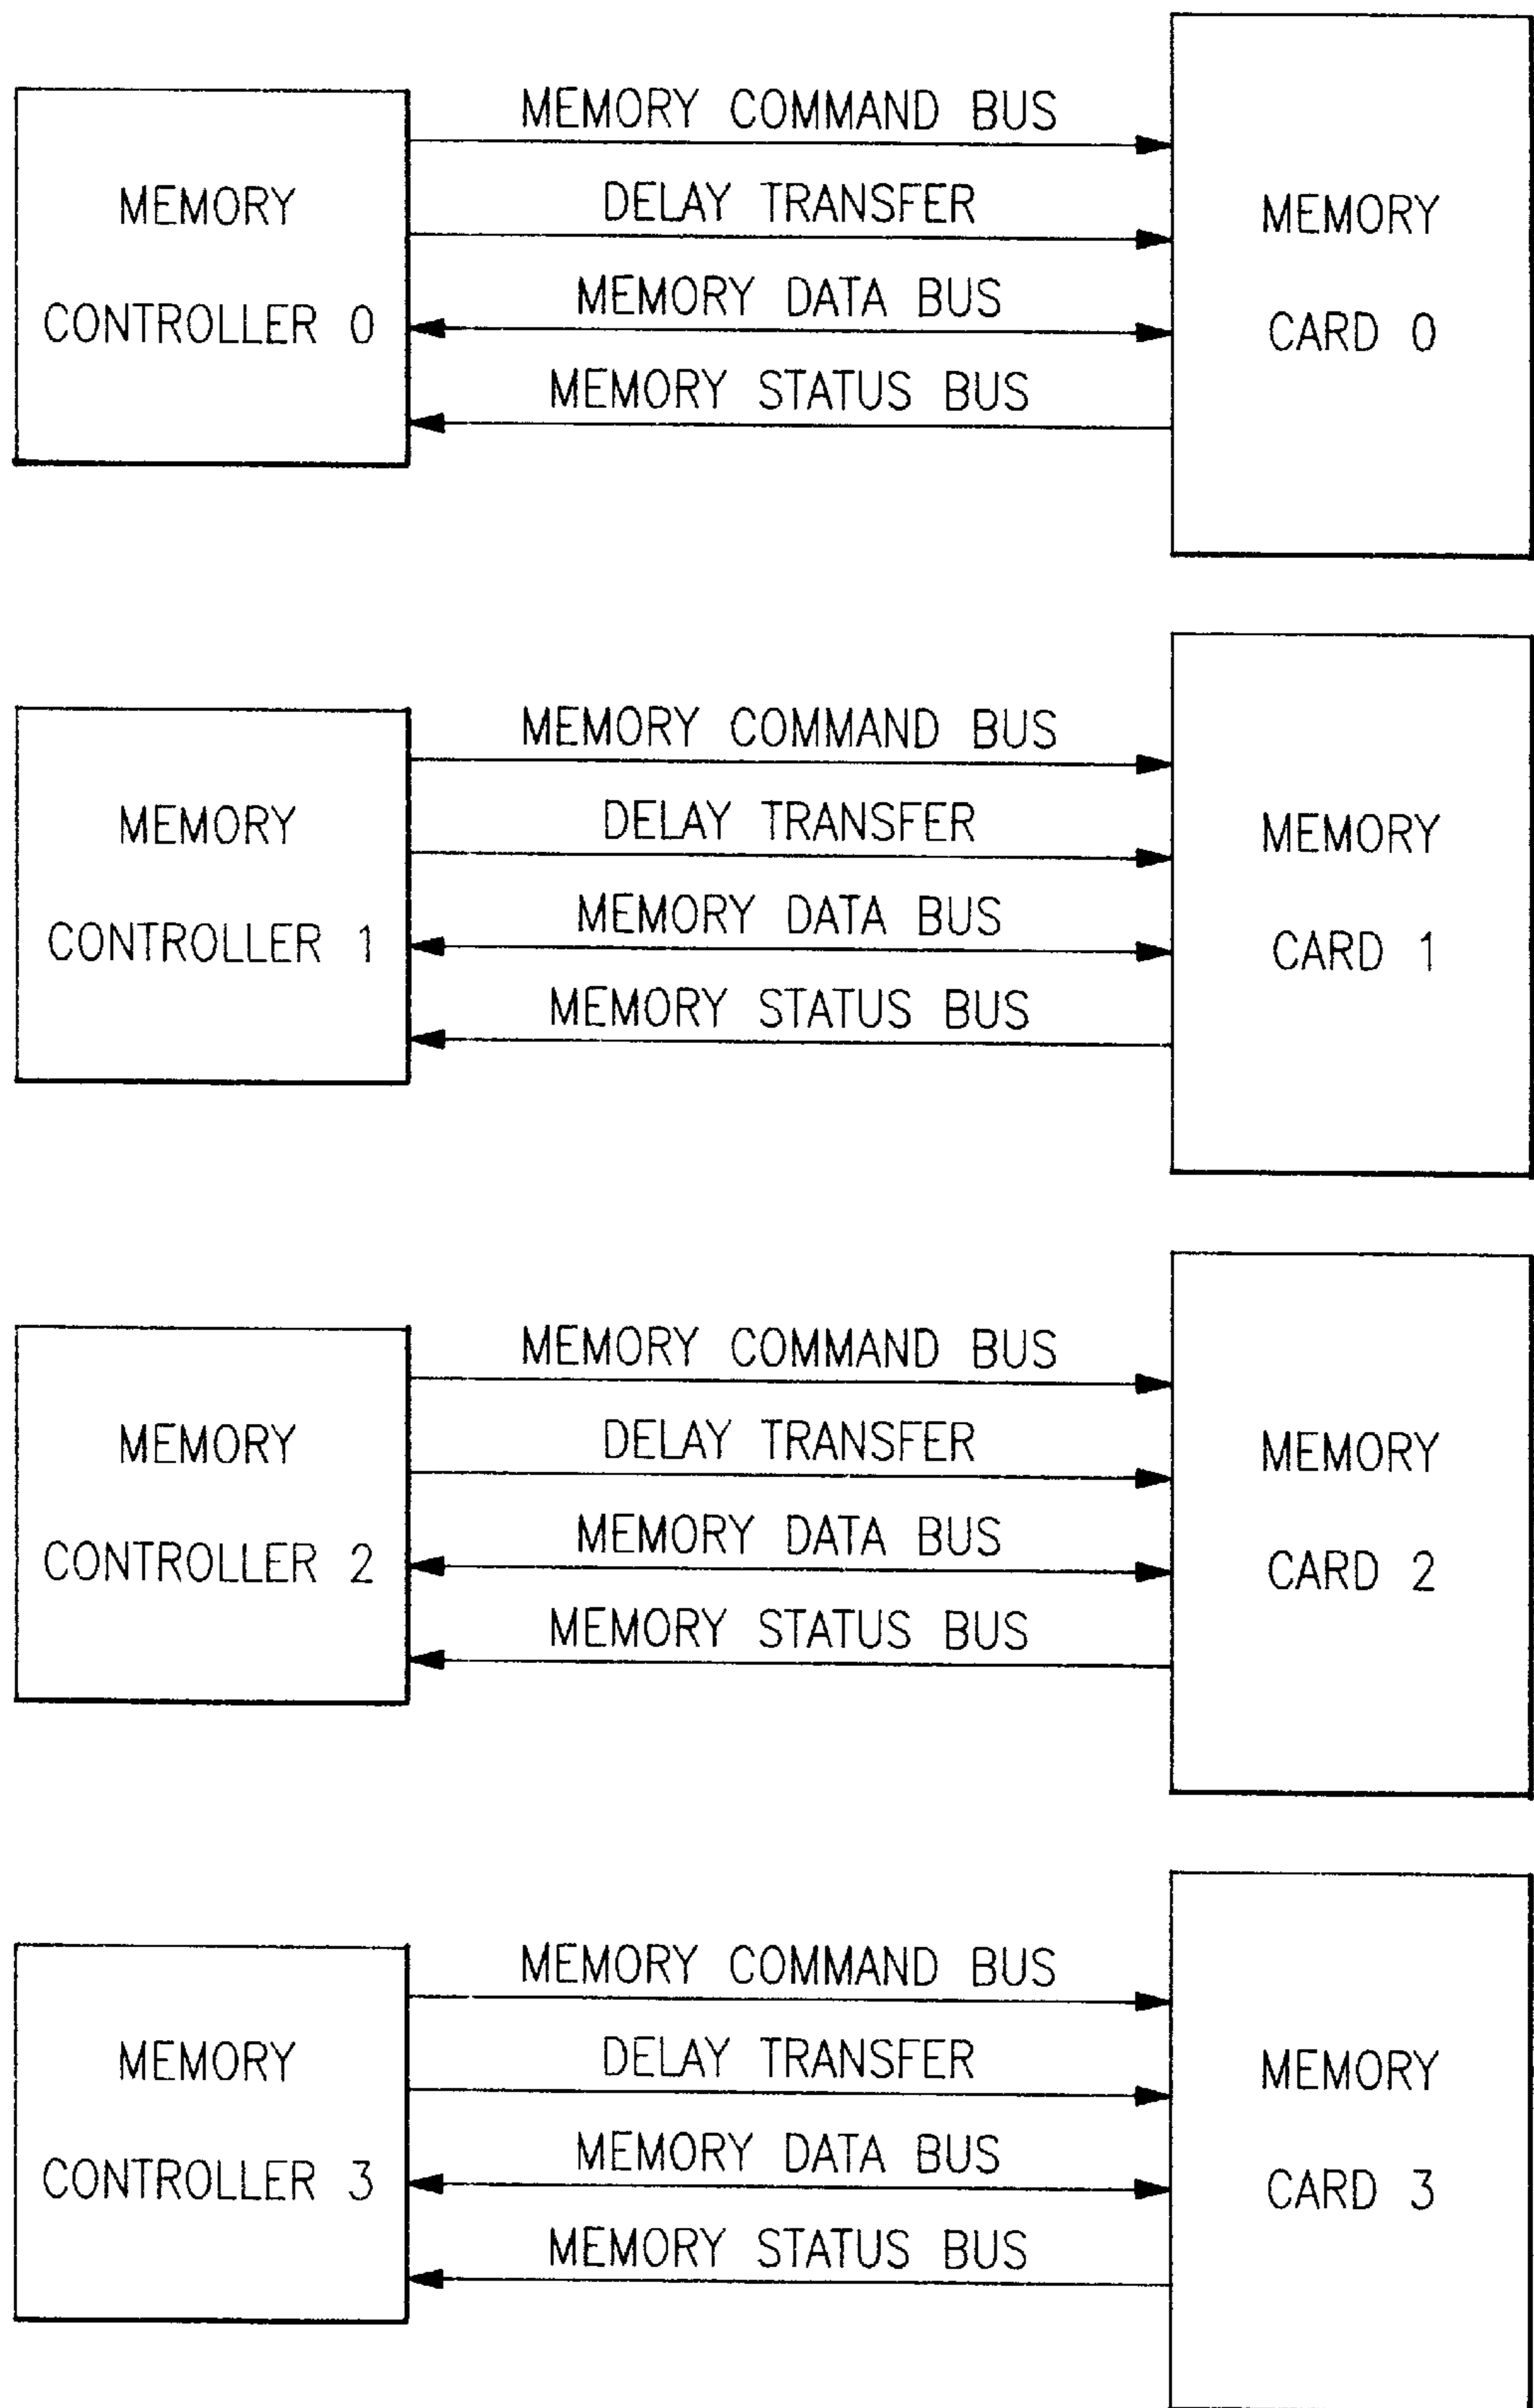 MEMORY COMMAND BUS
MEMORY
CONTROLLER 0
DELAY TRANSFER
MEMORY DATA BUS
MEMORY STATUS BUS
MEMORY
CARD 0
MEMORY COMMAND BUS
MEMORY
CONTROLLER 1
DELAY TRANSFER
MEMORY DATA BUS
MEMORY STATUS BUS
MEMORY
CARD 1
MEMORY COMMAND BUS
MEMORY
CONTROLLER 2
DELAY TRANSFER
MEMORY DATA BUS
MEMORY STATUS BUS
MEMORY
CARD 2
MEMORY COMMAND BUS
MEMORY
CONTROLLER 3
DELAY TRANSFER
MEMORY DATA BUS
MEMORY STATUS BUS
MEMORY
CARD 3